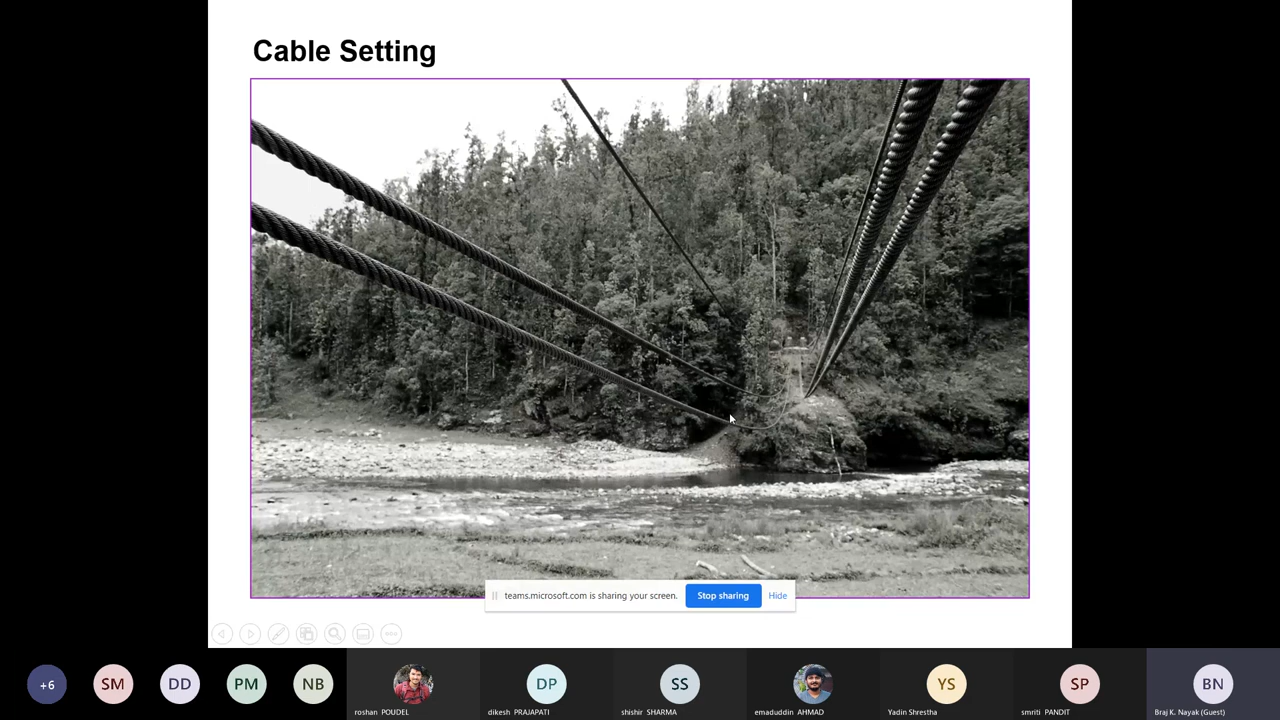 Cable Setting
teams.microsoft.com is sharing your screen.
Stop sharing
Hide
+6
SM
DD
PM
NB
roshan POUDEL
DP
dikesh PRAJAPATI
SS
shishir SHARMA
emaduddin AHMAD
YS
Yadin Shrestha
SP
smriti PANDIT
BN
Braj K. Nayak (Guest)